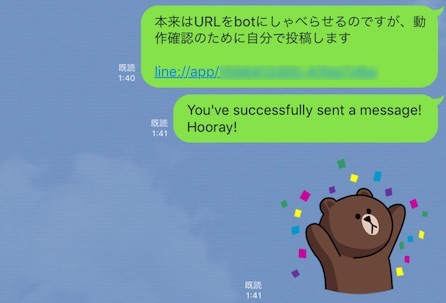 本来はURLをbotにしゃべらせるのですが、動
作確認のために自分で投稿します
line://app/
既読
1:40
You've successfully sent a message!
Hooray!
既読
1:41
既読
1:41